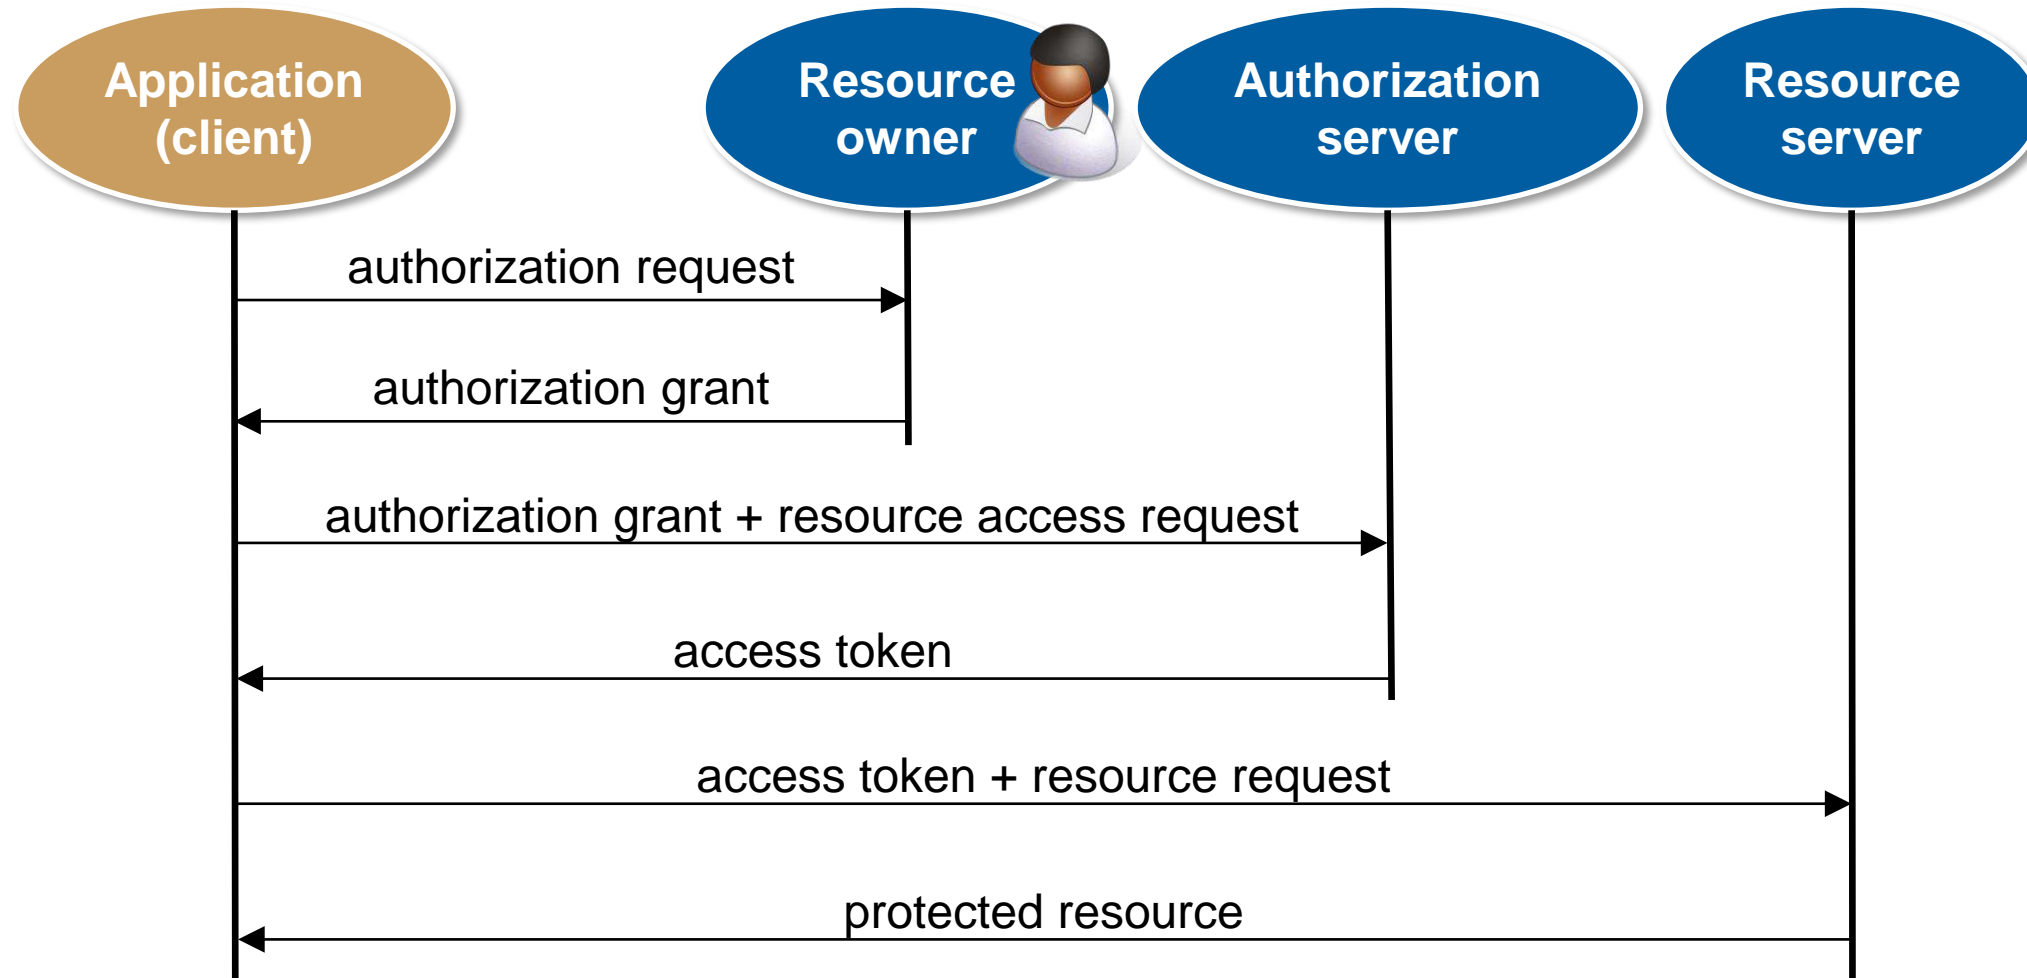 Application
(client)
Resource
owner
Authorization
server
Resource
server
authorization request
authorization grant
authorization grant + resource access request
access token
access token + resource request
protected resource